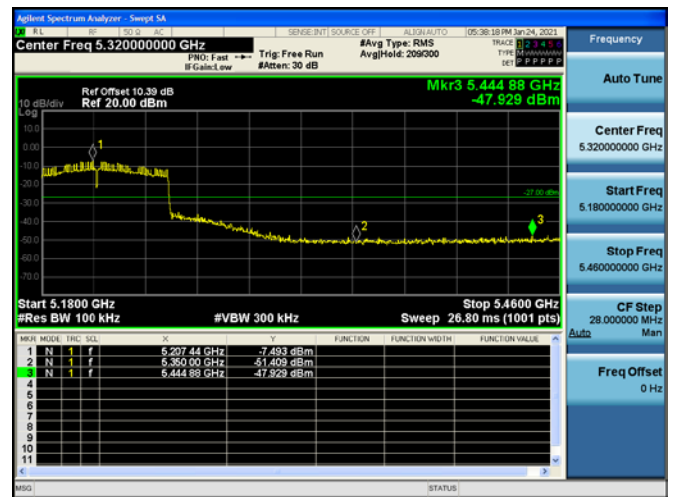 Agilent Spectrum Analyzer - Swept SA
RL RF 50 Ω AC SENSE:INT SOURCE OFF ALIGN AUTO 05:38:18 PM Jan 24, 2021
Center Freq 5.320000000 GHz #Avg Type: RMS TRACE 1 2 3 4 5 6
PNO: Fast Trig: Free Run Avg|Hold: 209/300 TYPE
IFGain:Low #Atten: 30 dB DET P P P P P P
Mkr3 5.444 88 GHz
-47.929 dBm
Ref Offset 10.39 dB
10 dB/div Ref 20.00 dBm
Log
10.0
0.00
-10.0
-20.0
-30.0
-40.0
-50.0
-60.0
-70.0
1
-27.00 dBm
2
3
Start 5.1800 GHz Stop 5.4600 GHz
#Res BW 100 kHz #VBW 300 kHz Sweep 26.80 ms (1001 pts)
MKR MODE TRC SCL X Y FUNCTION FUNCTION WIDTH FUNCTION VALUE
1 N 1 f 5.207 44 GHz -7.493 dBm
2 N 1 f 5.350 00 GHz -51.409 dBm
3 N 1 f 5.444 88 GHz -47.929 dBm
4
5
6
7
8
9
10
11
MSG STATUS
Frequency
Auto Tune
Center Freq
5.320000000 GHz
Start Freq
5.180000000 GHz
Stop Freq
5.460000000 GHz
CF Step
28.000000 MHz
Auto Man
Freq Offset
0 Hz